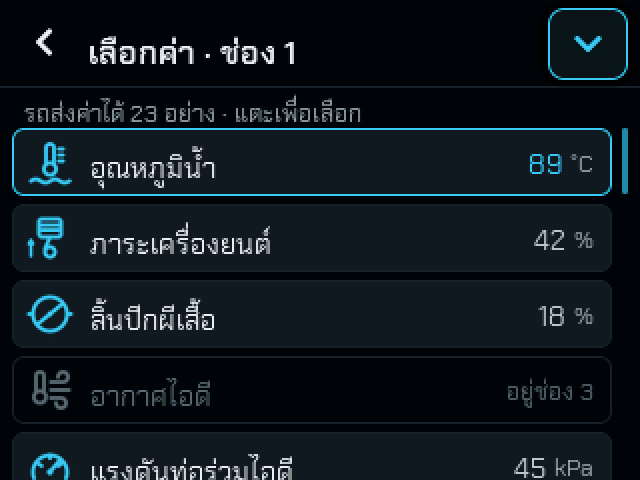 เลือกค่า · ช่อง 1
รถส่งค่าได้ 23 อย่าง · แตะเพื่อเลือก
อุณหภูมิน้ำ 89 °C
ภาระเครื่องยนต์ 42 %
ลิ้นปีกผีเสื้อ 18 %
อากาศไอดี อยู่ช่อง 3
แรงดันท่อร่วมไอดี 45 kPa